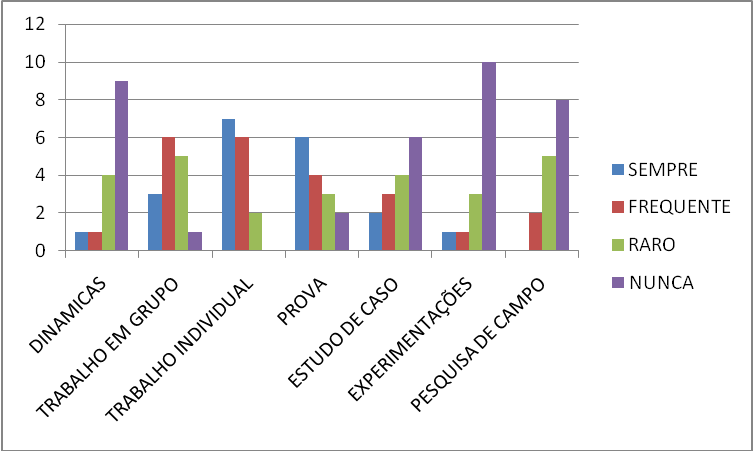 12
10
8
6
4
2
0
DINAMICAS
TRABALHO EM GRUPO
TRABALHO INDIVIDUAL
PROVA
ESTUDO DE CASO
EXPERIMENTAÇÕES
PESQUISA DE CAMPO
SEMPRE
FREQUENTE
RARO
NUNCA